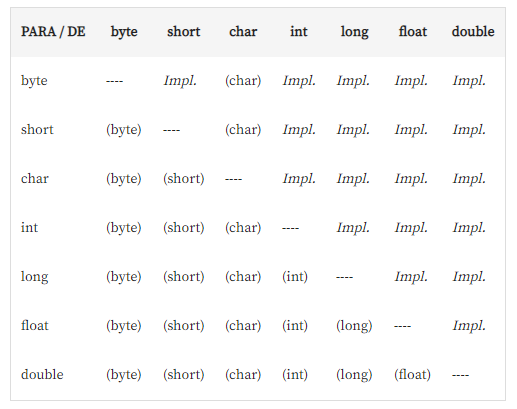 PARA / DE byte short char int long float double
byte ---- Impl. (char) Impl. Impl. Impl. Impl.
short (byte) ---- (char) Impl. Impl. Impl. Impl.
char (byte) (short) ---- Impl. Impl. Impl. Impl.
int (byte) (short) (char) ---- Impl. Impl. Impl.
long (byte) (short) (char) (int) ---- Impl. Impl.
float (byte) (short) (char) (int) (long) ---- Impl.
double (byte) (short) (char) (int) (long) (float) ----